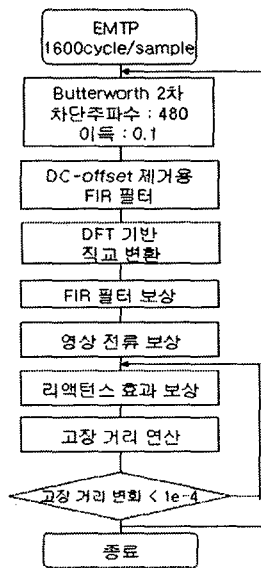 EMTP
1600cycle/sample
Butterworth 2차
차단주파수 : 480
이득 : 0.1
DC-offset 제거용
FIR 필터
DFT 기반
직교 변환
FIR 필터 보상
영상 전류 보상
리액턴스 효과 보상
고장 거리 연산
고장 거리 변화 < 1e-4
종료